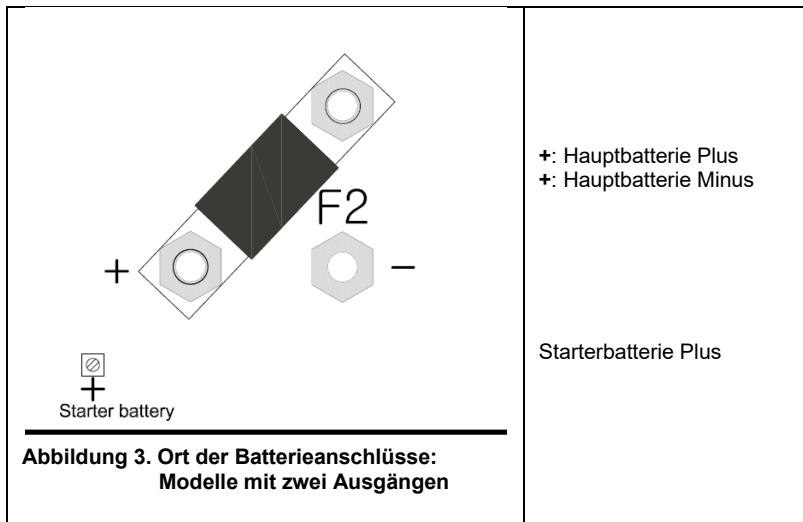 F2
+
−
+
Starter battery
Abbildung 3. Ort der Batterieanschlüsse:
Modelle mit zwei Ausgängen
+: Hauptbatterie Plus
+: Hauptbatterie Minus
Starterbatterie Plus